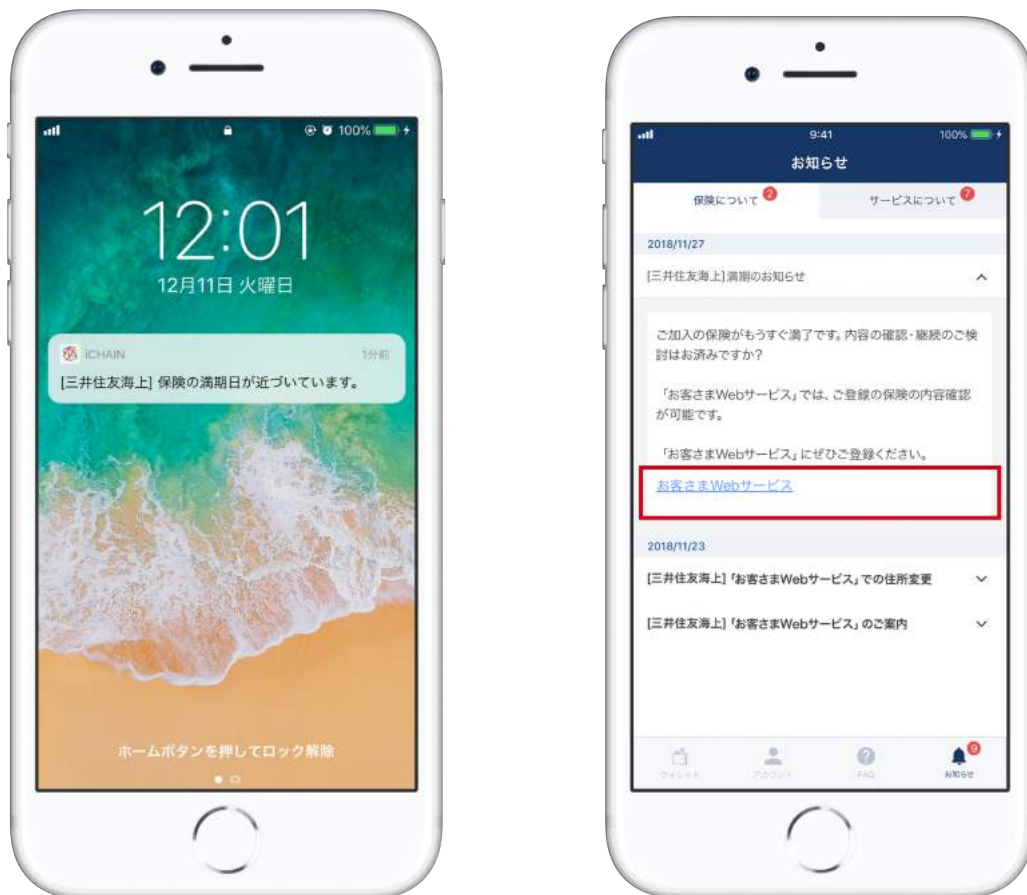 100%
12:01
12月11日 火曜日
iCHAIN
1分前
[三井住友海上] 保険の満期日が近づいています。
ホームボタンを押してロック解除
9:41
100%
お知らせ
保険について 2
サービスについて 7
2018/11/27
[三井住友海上]満期のお知らせ
ご加入の保険がもうすぐ満了です。内容の確認・継続のご検
討はお済みですか?
「お客さまWebサービス」では、ご登録の保険の内容確認
が可能です。
「お客さまWebサービス」にぜひご登録ください。
お客さまWebサービス
2018/11/23
[三井住友海上]「お客さまWebサービス」での住所変更
[三井住友海上]「お客さまWebサービス」のご案内
ウォレット
アカウント
FAQ
9
お知らせ